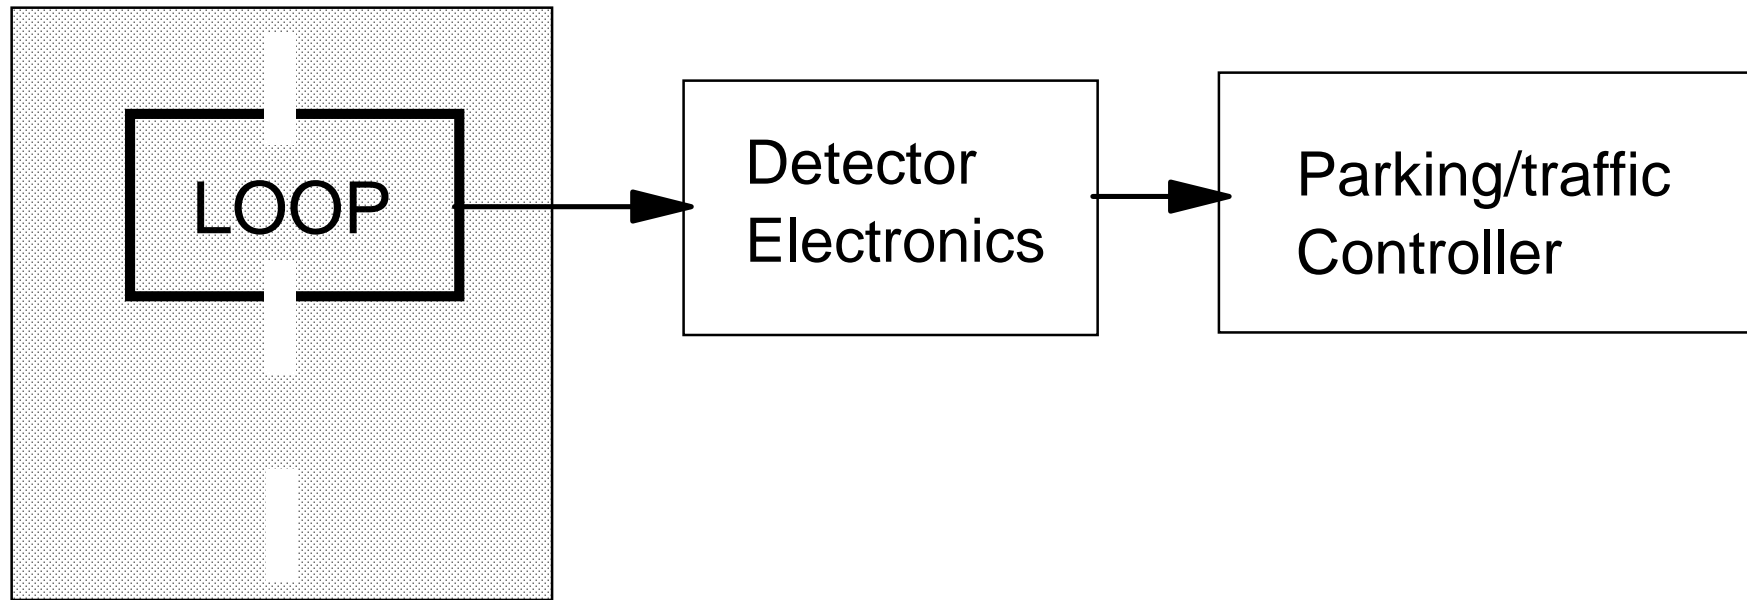 LOOP
Detector
Electronics
Parking/traffic
Controller